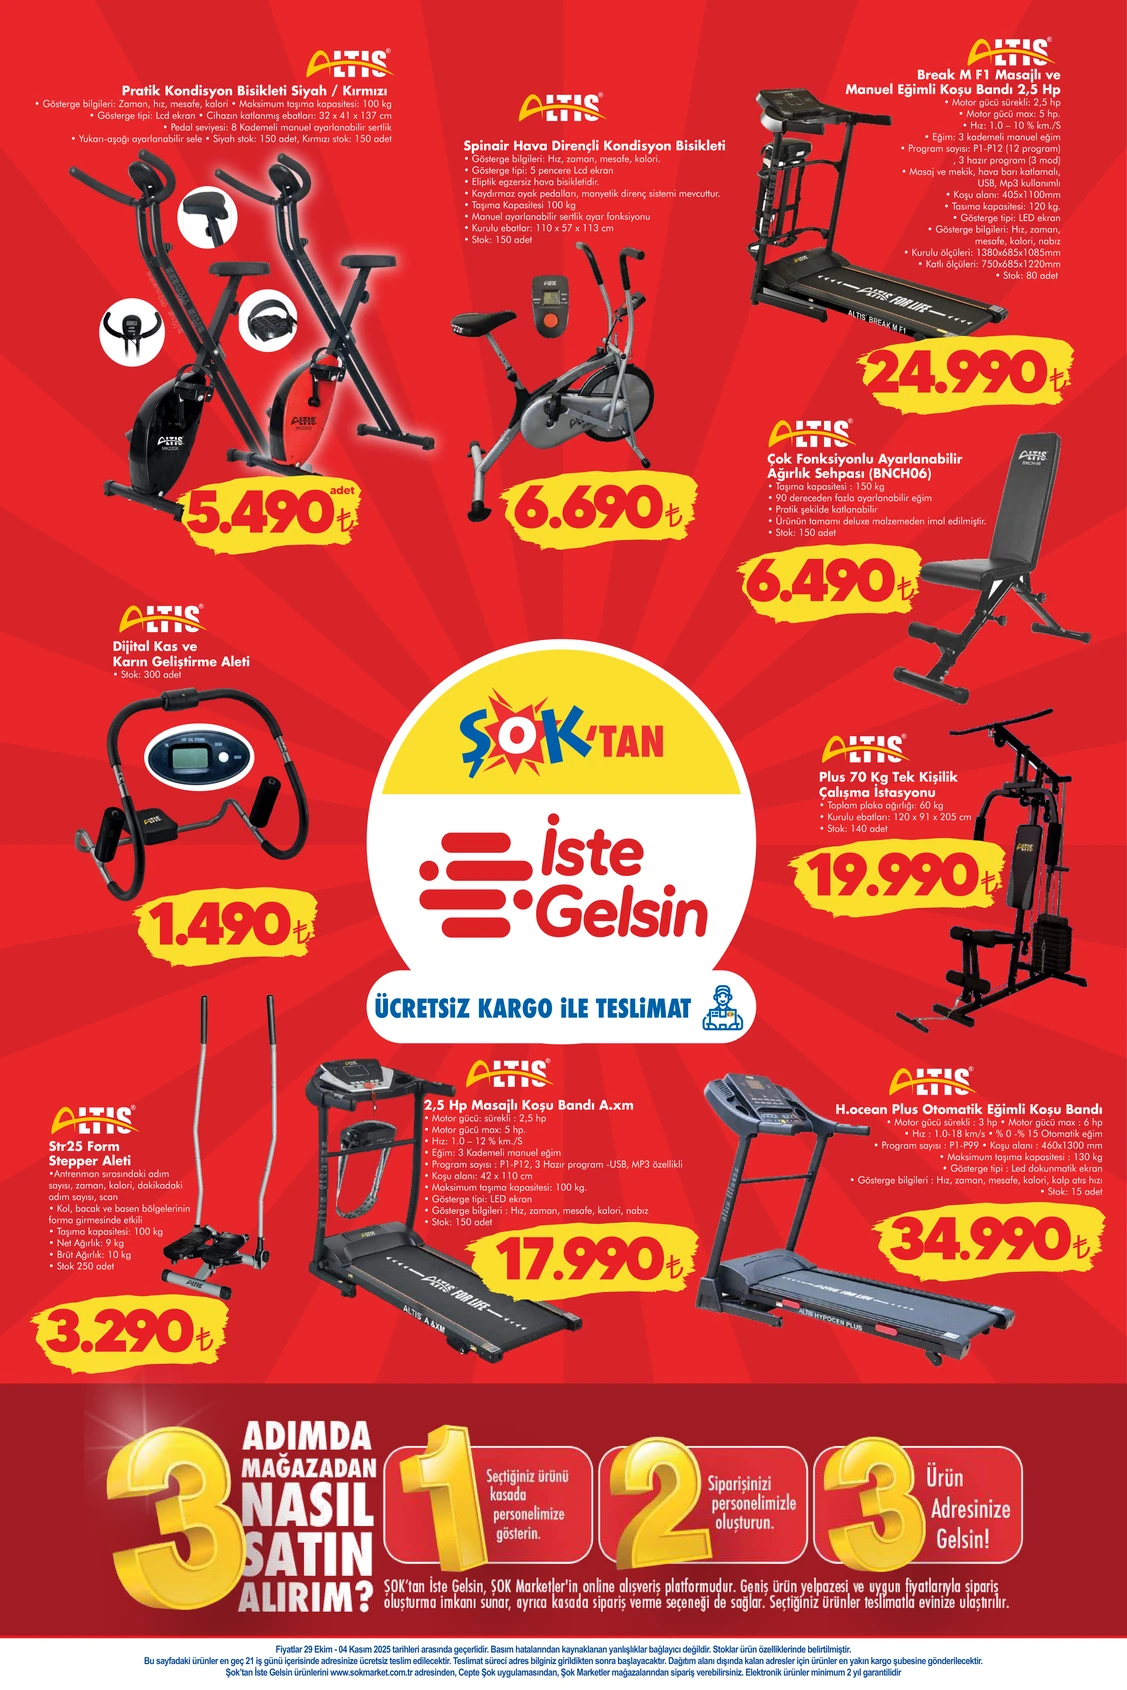 ALTIS®
Pratik Kondisyon Bisikleti Siyah / Kırmızı
• Gösterge bilgileri: Zaman, hız, mesafe, kalori • Maksimum taşıma kapasitesi: 100 kg
• Gösterge tipi: Lcd ekran • Cihazın katlanmış ebatları: 32 x 41 x 137 cm
• Pedal seviyesi: 8 Kademeli manuel ayarlanabilir sertlik
• Yukarı-aşağı ayarlanabilir sele • Siyah stok: 150 adet, Kırmızı stok: 150 adet
ALTIS
ALTIS
5.490₺
adet
ALTIS®
Spinair Hava Dirençli Kondisyon Bisikleti
• Gösterge bilgileri: Hız, zaman, mesafe, kalori.
• Gösterge tipi: 5 pencere Lcd ekran
• Eliptik egzersiz hava bisikletidir.
• Kaydırmaz ayak pedalları, manyetik direnç sistemi mevcuttur.
• Taşıma Kapasitesi 100 kg
• Manuel ayarlanabilir sertlik ayar fonksiyonu
• Kurulu ebatlar: 110 x 57 x 113 cm
• Stok: 150 adet
6.690₺
ALTIS®
Break M F1 Masajlı ve
Manuel Eğimli Koşu Bandı 2,5 Hp
• Motor gücü sürekli: 2,5 hp
• Motor gücü max: 5 hp.
• Hız: 1.0 – 10 % km./S
• Eğim: 3 kademeli manuel eğim
• Program sayısı: P1-P12 (12 program)
, 3 hazır program (3 mod)
• Masaj ve mekik, hava barı katlamalı,
USB, Mp3 kullanımlı
• Koşu alanı: 405x1100mm
• Tasıma kapasitesi: 120 kg.
• Gösterge tipi: LED ekran
• Gösterge bilgileri: Hız, zaman,
mesafe, kalori, nabız
• Kurulu ölçüleri: 1380x685x1085mm
• Katlı ölçüleri: 750x685x1220mm
• Stok: 80 adet
ALTIS FOR LIFE
ALTIS BREAK M F1
24.990₺
ALTIS®
Çok Fonksiyonlu Ayarlanabilir
Ağırlık Sehpası (BNCH06)
• Taşıma kapasitesi : 150 kg
• 90 dereceden fazla ayarlanabilir eğim
• Pratik şekilde katlanabilir
• Ürünün tamamı deluxe malzemeden imal edilmiştir.
• Stok: 150 adet
ALTIS
BNCH-06
6.490₺
ALTIS®
Dijital Kas ve
Karın Geliştirme Aleti
• Stok: 300 adet
1.490₺
ŞOK'TAN
İste
Gelsin
ÜCRETSİZ KARGO İLE TESLİMAT
ALTIS®
Plus 70 Kg Tek Kişilik
Çalışma İstasyonu
• Toplam plaka ağırlığı: 60 kg
• Kurulu ebatları: 120 x 91 x 205 cm
• Stok: 140 adet
19.990₺
ALTIS®
Str25 Form
Stepper Aleti
•Antrenman sırasındaki adım
sayısı, zaman, kalori, dakikadaki
adım sayısı, scan
• Kol, bacak ve basen bölgelerinin
forma girmesinde etkili
• Taşıma kapasitesi: 100 kg
• Net Ağırlık: 9 kg
• Brüt Ağırlık: 10 kg
• Stok 250 adet
ALTIS
3.290₺
ALTIS®
2,5 Hp Masajlı Koşu Bandı A.xm
• Motor gücü: sürekli : 2,5 hp
• Motor gücü max: 5 hp.
• Hız: 1.0 – 12 % km./S
• Eğim: 3 Kademeli manuel eğim
• Program sayısı : P1-P12, 3 Hazır program -USB, MP3 özellikli
• Koşu alanı: 42 x 110 cm
• Maksimum taşıma kapasitesi: 100 kg.
• Gösterge tipi: LED ekran
• Gösterge bilgileri : Hız, zaman, mesafe, kalori, nabız
• Stok: 150 adet
ALTIS FOR LIFE
ALTIS A &XM
17.990₺
ALTIS®
H.ocean Plus Otomatik Eğimli Koşu Bandı
• Motor gücü sürekli : 3 hp • Motor gücü max : 6 hp
• Hız : 1.0-18 km/s • % 0 -% 15 Otomatik eğim
• Program sayısı : P1-P99 • Koşu alanı : 460x1300 mm
• Maksimum taşıma kapasitesi : 130 kg
• Gösterge tipi : Led dokunmatik ekran
• Gösterge bilgileri : Hız, zaman, mesafe, kalori, kalp atıs hızı
• Stok: 15 adet
ALTIS FOR LIFE
ALTIS HYPOCEN PLUS
34.990₺
3 ADIMDA
MAĞAZADAN
NASIL
SATIN
ALIRIM?
1
Seçtiğiniz ürünü
kasada
personelimize
gösterin.
2
Siparişinizi
personelimizle
oluşturun.
3
Ürün
Adresinize
Gelsin!
ŞOK'tan İste Gelsin, ŞOK Marketler'in online alışveriş platformudur. Geniş ürün yelpazesi ve uygun fiyatlarıyla sipariş
oluşturma imkanı sunar, ayrıca kasada sipariş verme seçeneği de sağlar. Seçtiğiniz ürünler teslimatla evinize ulaştırılır.
Fiyatlar 29 Ekim - 04 Kasım 2025 tarihleri arasında geçerlidir. Basım hatalarından kaynaklanan yanlışlıklar bağlayıcı değildir. Stoklar ürün özelliklerinde belirtilmiştir.
Bu sayfadaki ürünler en geç 21 iş günü içerisinde adresinize ücretsiz teslim edilecektir. Teslimat süreci adres bilginiz girildikten sonra başlayacaktır. Dağıtım alanı dışında kalan adresler için ürünler en yakın kargo şubesine gönderilecektir.
Şok'tan İste Gelsin ürünlerini www.sokmarket.com.tr adresinden, Cepte Şok uygulamasından, Şok Marketler mağazalarından sipariş verebilirsiniz. Elektronik ürünler minimum 2 yıl garantilidir